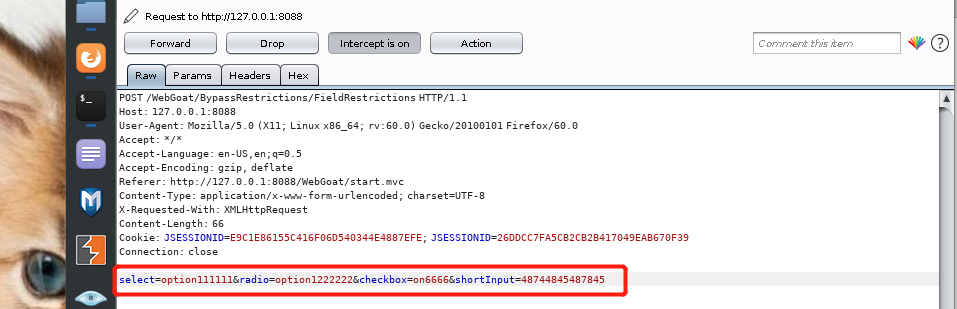 Request to http://127.0.0.1:8088
Forward Drop Intercept is on Action Comment this item ?
Raw Params Headers Hex
POST /WebGoat/BypassRestrictions/FieldRestrictions HTTP/1.1
Host: 127.0.0.1:8088
User-Agent: Mozilla/5.0 (X11; Linux x86_64; rv:60.0) Gecko/20100101 Firefox/60.0
Accept: */*
Accept-Language: en-US,en;q=0.5
Accept-Encoding: gzip, deflate
Referer: http://127.0.0.1:8088/WebGoat/start.mvc
Content-Type: application/x-www-form-urlencoded; charset=UTF-8
X-Requested-With: XMLHttpRequest
Content-Length: 66
Cookie: JSESSIONID=E9C1E86155C416F06D540344E4887EFE; JSESSIONID=26DDCC7FA5CB2CB2B417049EAB670F39
Connection: close
select=option111111&radio=option1222222&checkbox=on6666&shortInput=48744845487845